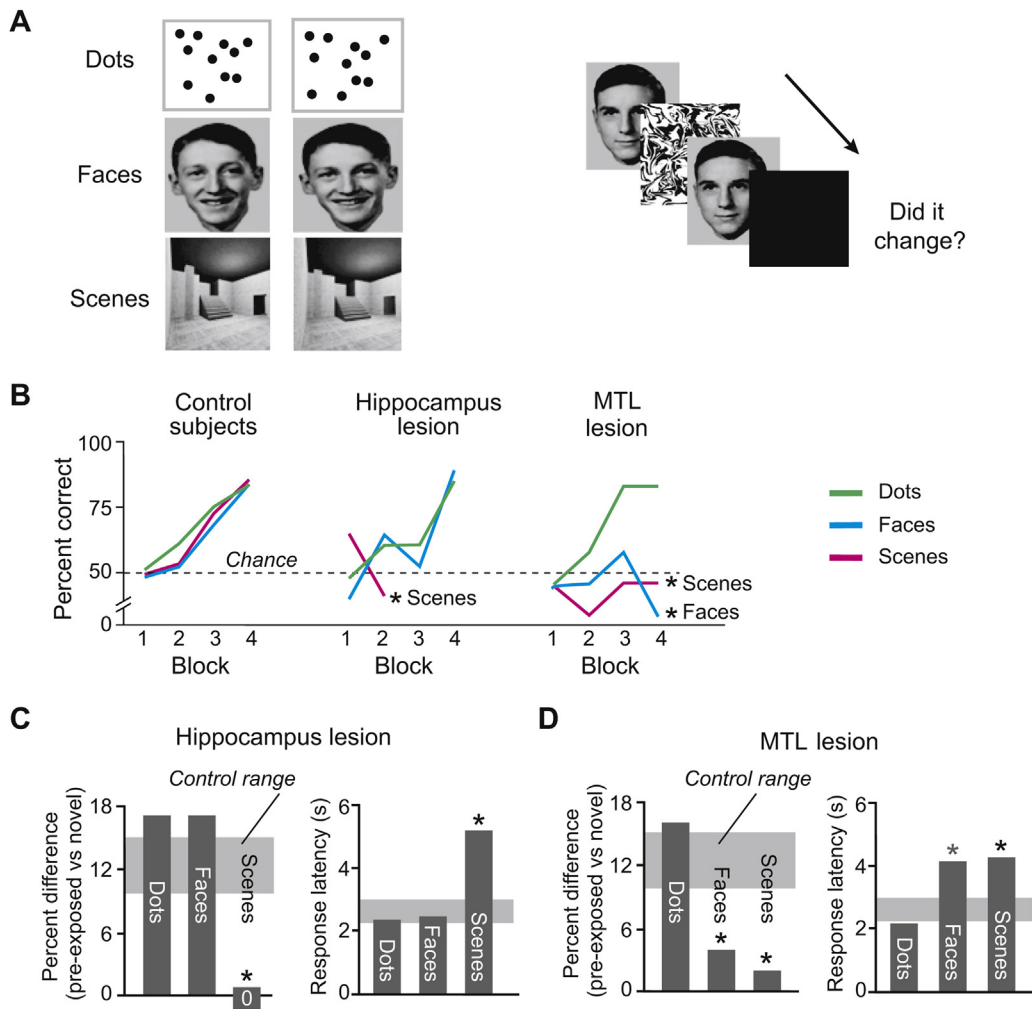 A
Dots
Faces
Scenes
Did it
change?
B
Control
subjects
Hippocampus
lesion
MTL
lesion
Percent correct
100
75
50
0
Chance
* Scenes
* Scenes
* Faces
1 2 3 4
1 2 3 4
1 2 3 4
Block
Block
Block
Dots
Faces
Scenes
C
Hippocampus lesion
Control range
Percent difference
(pre-exposed vs novel)
18
12
6
0
Dots
Faces
Scenes
*
0
Response latency (s)
6
4
2
0
Dots
Faces
Scenes
*
D
MTL lesion
Control range
Percent difference
(pre-exposed vs novel)
18
12
6
0
Dots
Faces
*
Scenes
*
Response latency (s)
6
4
2
0
Dots
Faces
*
Scenes
*